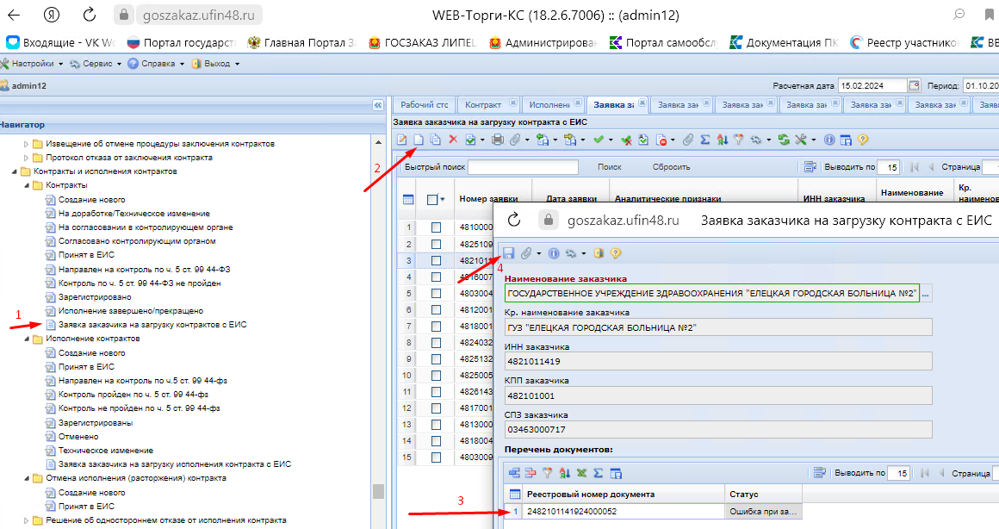 goszakaz.ufin48.ru
WEB-Торги-КС (18.2.6.7006) :: (admin12)
Входящие - VK Wo
Портал государст
Главная Портал З
ГОСЗАКАЗ ЛИПЕЦ
Администрирован
Портал самообслу
Документация ПК
Реестр участнико
ВВ
Настройки
Сервис
Справка
Выход
admin12
Расчетная дата
15.02.2024
Период:
01.10.20
Навигатор
Извещение об отмене процедуры заключения контрактов
Протокол отказа от заключения контракта
Контракты и исполнения контрактов
Контракты
Создание нового
На доработке/Техническое изменение
На согласовании в контролирующем органе
Согласовано контролирующим органом
Принят в ЕИС
Направлен на контроль по ч. 5 ст. 99 44-ФЗ
Контроль по ч. 5 ст. 99 44-ФЗ не пройден
Зарегистрировано
Исполнение завершено/прекращено
1
Заявка заказчика на загрузку контрактов с ЕИС
Исполнение контрактов
Создание нового
Принят в ЕИС
Направлен на контроль по ч.5 ст. 99 44-фз
Контроль пройден по ч. 5 ст. 99 44-фз
Контроль не пройден по ч. 5 ст. 99 44-фз
Зарегистрированы
Отменено
Техническое изменение
Заявка заказчика на загрузку исполнения контракта с ЕИС
Отмена исполнения (расторжения) контракта
Создание нового
Принят в ЕИС
Решение об одностороннем отказе от исполнения контракта
Рабочий стс
Контракт
Исполнени
Заявка за
Заявка зак
Заявка зак
Заявка зак
Заявка зак
Заявка зак
Заявк
Заявка заказчика на загрузку контракта с ЕИС
2
Быстрый поиск
Поиск
Сбросить
Выводить по
15
Страница
Номер заявки
Дата заявки
Аналитические признаки
ИНН заказчика
Наименование
Кр.
наименов
1 4810000
2 4825109
3 4821011
4 4816007
5 4803004
6 4812001
7 4818001
8 4824032
9 4825132
10 4825005
11 4826143
12 4817001
13 4813000
14 4818004
15 4803009
goszakaz.ufin48.ru
Заявка заказчика на загрузку контракта с ЕИС
4
Наименование заказчика
ГОСУДАРСТВЕННОЕ УЧРЕЖДЕНИЕ ЗДРАВООХРАНЕНИЯ "ЕЛЕЦКАЯ ГОРОДСКАЯ БОЛЬНИЦА №2"
...
Кр. наименование заказчика
ГУЗ "ЕЛЕЦКАЯ ГОРОДСКАЯ БОЛЬНИЦА №2"
ИНН заказчика
4821011419
КПП заказчика
482101001
СПЗ заказчика
03463000717
Перечень документов:
Выводить по
15
Страница
Реестровый номер документа
Статус
3
1
2482101141924000052
Ошибка при за...